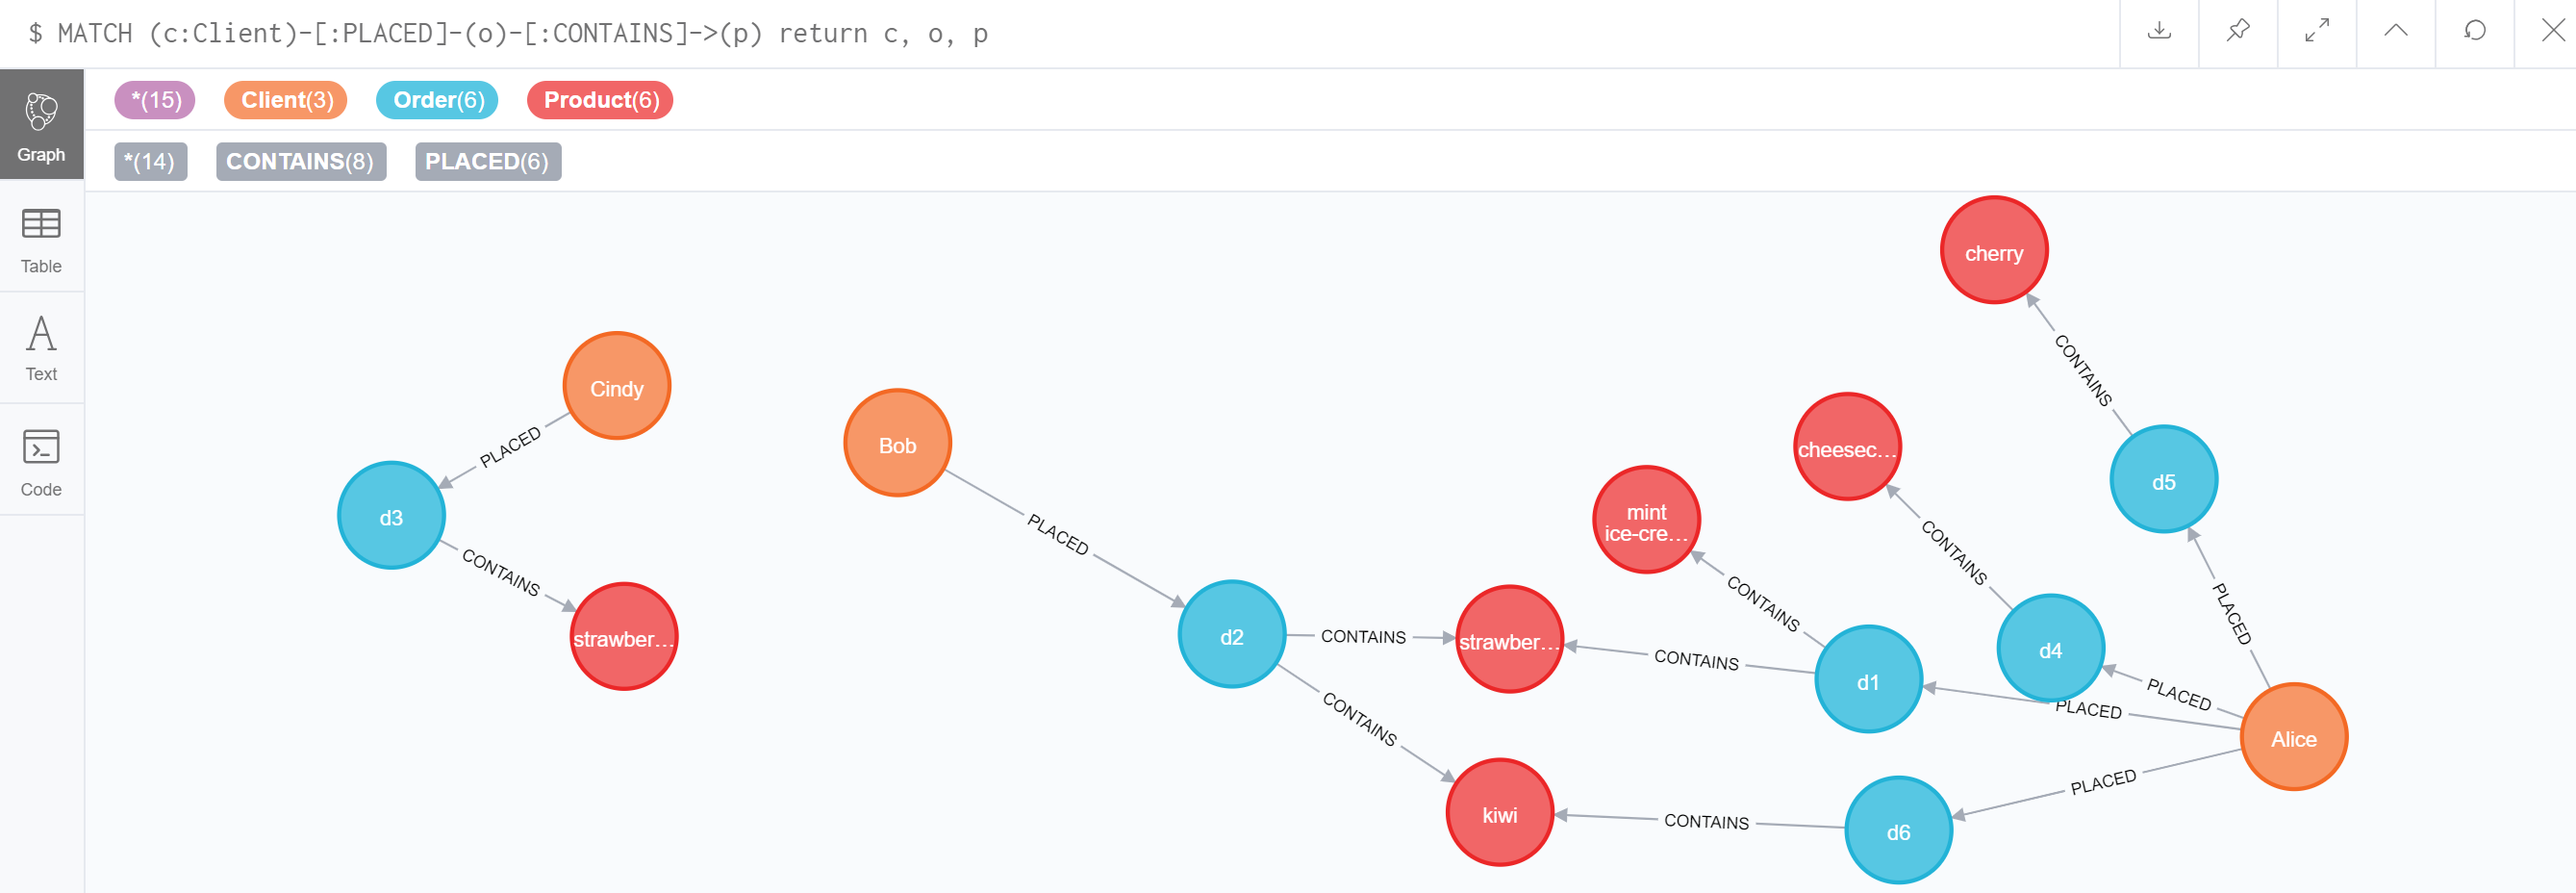 $ MATCH (c:Client)-[:PLACED]-(o)-[:CONTAINS]->(p) return c, o, p
*(15) Client(3) Order(6) Product(6)
*(14) CONTAINS(8) PLACED(6)
Graph
Table
Text
Code
Cindy
PLACED
d3
CONTAINS
strawber...
Bob
PLACED
d2
CONTAINS
strawber...
CONTAINS
kiwi
cherry
CONTAINS
d5
cheesec...
CONTAINS
d4
mint
ice-cre...
CONTAINS
CONTAINS
d1
PLACED
PLACED
PLACED
Alice
PLACED
CONTAINS
d6